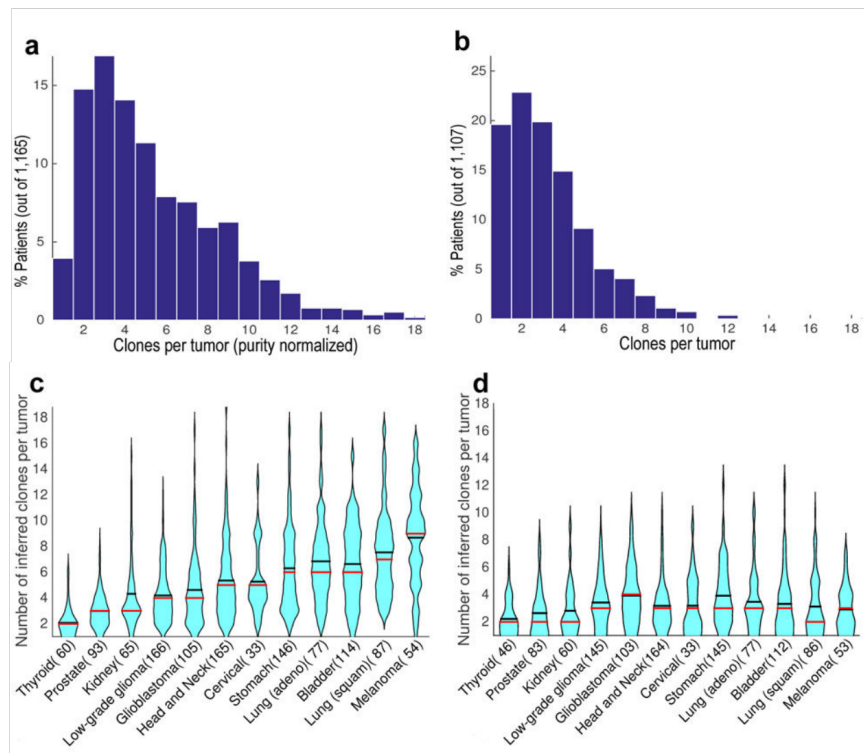 a
% Patients (out of 1,165)
15
10
5
0
2 4 6 8 10 12 14 16 18
Clones per tumor (purity normalized)
b
% Patients (out of 1,107)
25
20
15
10
5
0
2 4 6 8 10 12 14 16 18
Clones per tumor
c
Number of inferred clones per tumor
18
16
14
12
10
8
6
4
2
Thyroid( 60)
Prostate( 93)
Kidney( 65)
Low-grade glioma(166)
Glioblastoma(105)
Head and Neck(165)
Cervical( 33)
Stomach(146)
Lung (adeno)( 77)
Bladder(114)
Lung (squam)( 87)
Melanoma( 54)
d
Number of inferred clones per tumor
18
16
14
12
10
8
6
4
2
Thyroid( 46)
Prostate( 83)
Kidney( 60)
Low-grade glioma(145)
Glioblastoma(103)
Head and Neck(164)
Cervical( 33)
Stomach(145)
Lung (adeno)( 77)
Bladder(112)
Lung (squam)( 86)
Melanoma( 53)